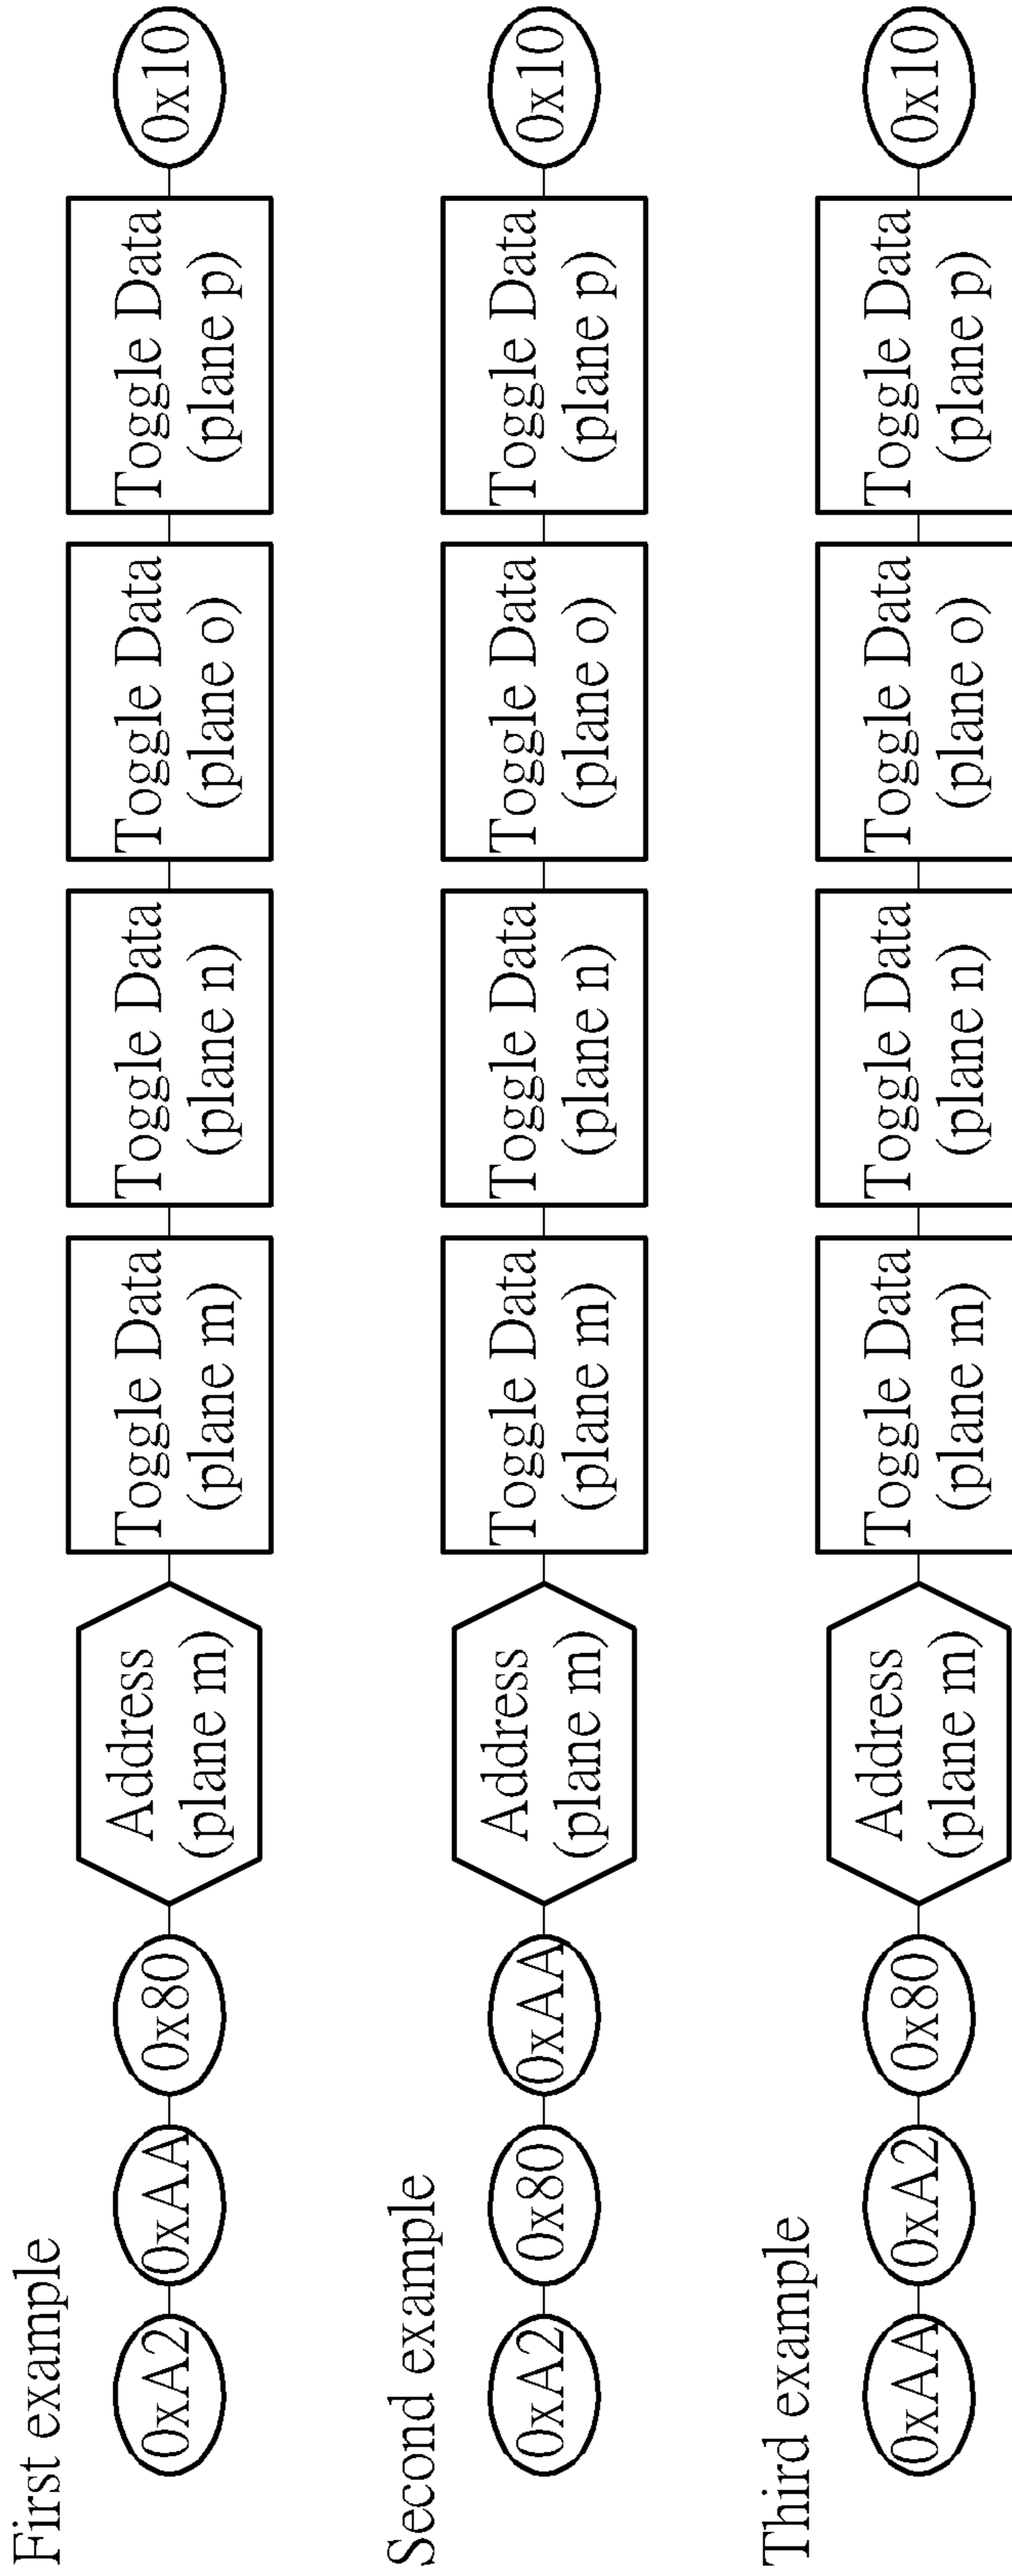 First example
0xA2
0xAA
0x80
Address
(plane m)
Toggle Data
(plane m)
Toggle Data
(plane n)
Toggle Data
(plane o)
Toggle Data
(plane p)
0x10
Second example
0xA2
0x80
0xAA
Address
(plane m)
Toggle Data
(plane m)
Toggle Data
(plane n)
Toggle Data
(plane o)
Toggle Data
(plane p)
0x10
Third example
0xAA
0xA2
0x80
Address
(plane m)
Toggle Data
(plane m)
Toggle Data
(plane n)
Toggle Data
(plane o)
Toggle Data
(plane p)
0x10